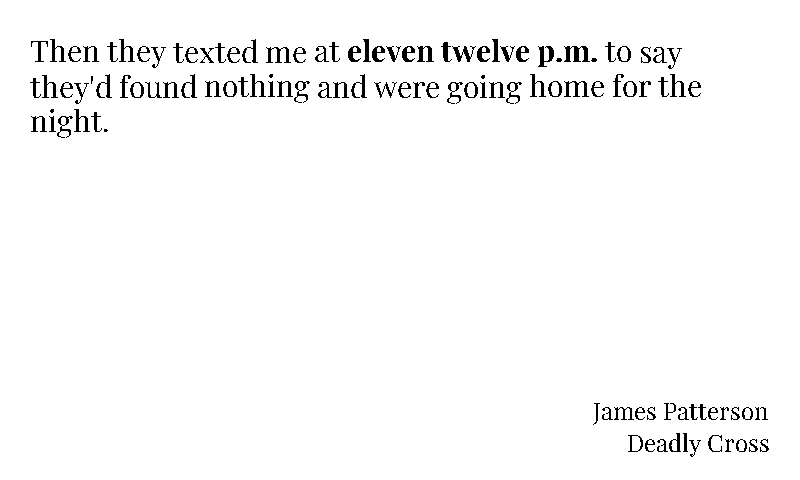 Then they texted me at eleven twelve p.m. to say
they'd found nothing and were going home for the
night.
James Patterson
Deadly Cross